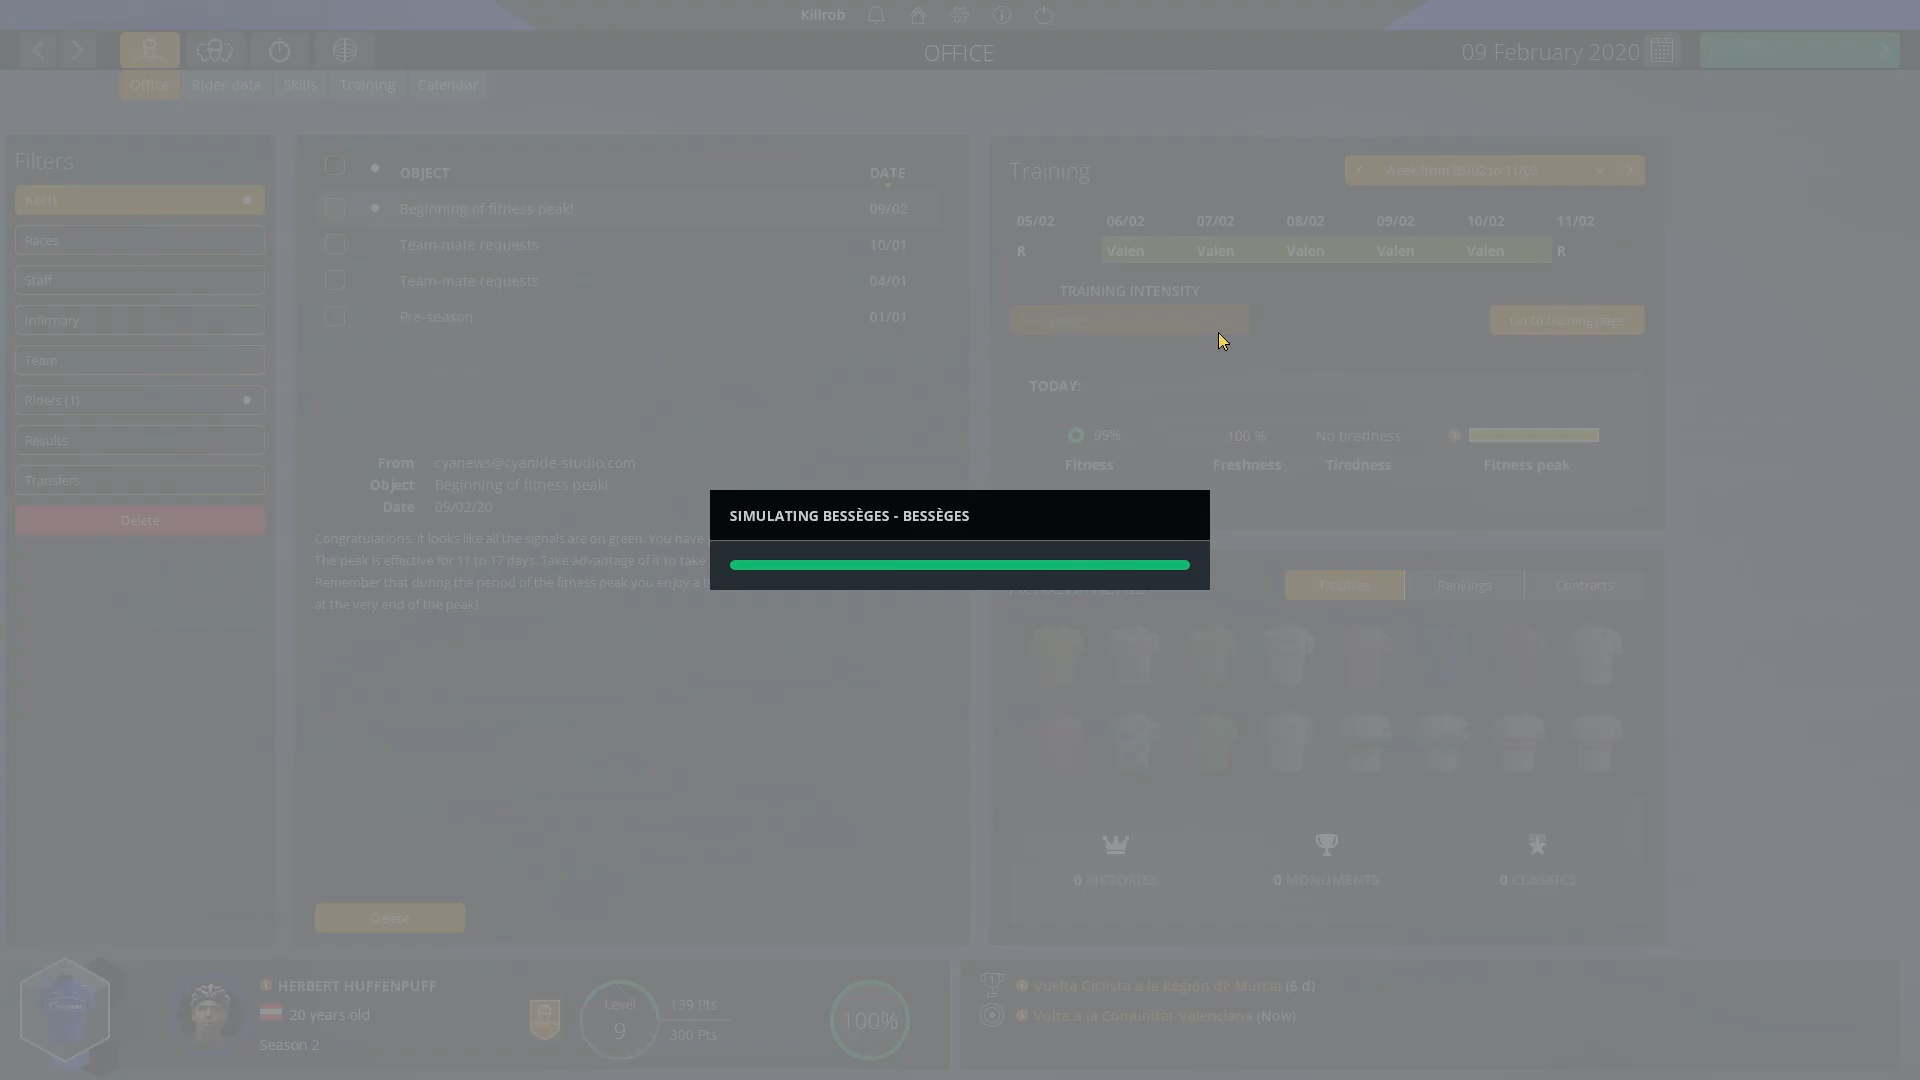 Killrob
OFFICE
09 February 2020
Office
Rider data
Skills
Training
Calendar
Filters
All (1)
Races
Staff
Infirmary
Team
Riders (1)
Results
Transfers
Delete
OBJECT
DATE
Beginning of fitness peak!
09/02
Team-mate requests
10/01
Team-mate requests
04/01
Pre-season
01/01
From cyanews@cyanide-studio.com
Object Beginning of fitness peak!
Date 09/02/20
Congratulations, it looks like all the signals are on green. You have
The peak is effective for 11 to 17 days. Take advantage of it to take
Remember that during the period of the fitness peak you enjoy a
at the very end of the peak)
Delete
Training
Week from 05/02 to 11/02
05/02 06/02 07/02 08/02 09/02 10/02 11/02
R Valen Valen Valen Valen Valen R
TRAINING INTENSITY
Go to training page
TODAY:
99%
100 %
No tiredness
Fitness
Freshness
Tiredness
Fitness peak
SIMULATING BESSÈGES - BESSÈGES
Trophies
Rankings
Contracts
0 VICTORIES
0 MONUMENTS
0 CLASSICS
HERBERT HUFFENPUFF
20 years old
Season 2
Level
9
139 Pts
300 Pts
100%
Vuelta Ciclista a la Región de Murcia (6 d)
Volta a la Comunitat Valenciana (Now)